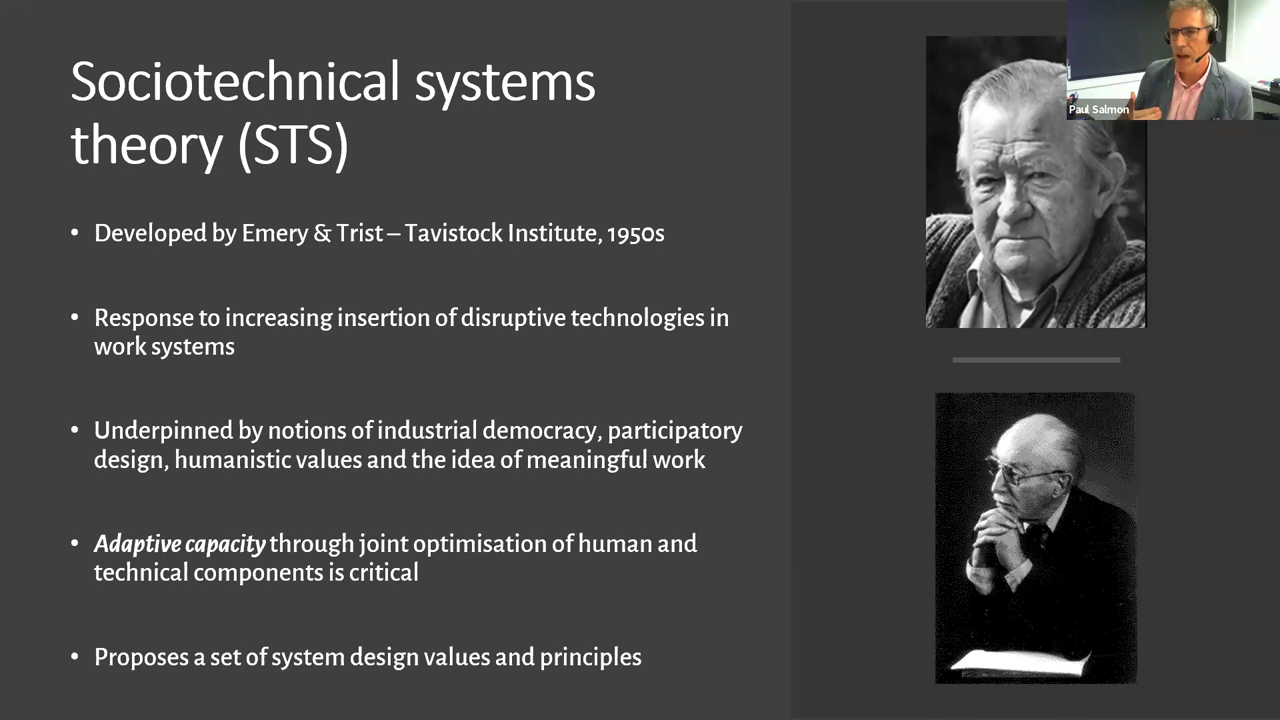 Sociotechnical systems
theory (STS)
• Developed by Emery & Trist – Tavistock Institute, 1950s
• Response to increasing insertion of disruptive technologies in
work systems
• Underpinned by notions of industrial democracy, participatory
design, humanistic values and the idea of meaningful work
• Adaptive capacity through joint optimisation of human and
technical components is critical
• Proposes a set of system design values and principles
Paul Salmon